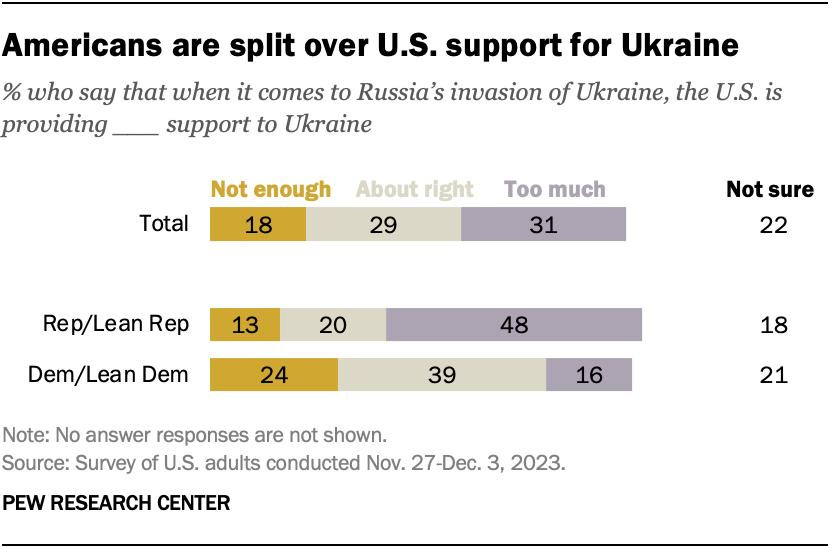 Americans are split over U.S. support for Ukraine
% who say that when it comes to Russia's invasion of Ukraine, the U.S. is
providing ___ support to Ukraine
Not enough About right Too much Not sure
Total 18 29 31 22
Rep/Lean Rep 13 20 48 18
Dem/Lean Dem 24 39 16 21
Note: No answer responses are not shown.
Source: Survey of U.S. adults conducted Nov. 27-Dec. 3, 2023.
PEW RESEARCH CENTER